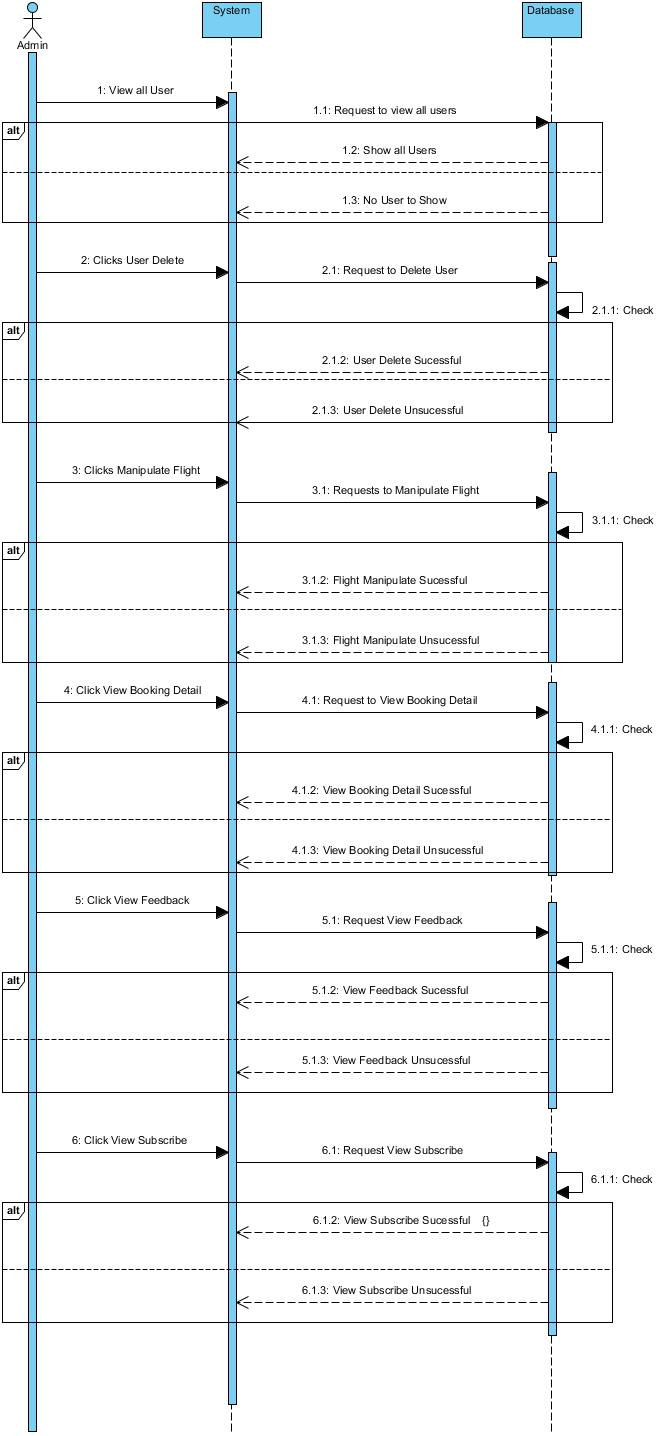 System
Database
Admin
1: View all User
1.1: Request to view all users
alt
1.2: Show all Users
1.3: No User to Show
2: Clicks User Delete
2.1: Request to Delete User
2.1.1: Check
alt
2.1.2: User Delete Sucessful
2.1.3: User Delete Unsucessful
3: Clicks Manipulate Flight
3.1: Requests to Manipulate Flight
3.1.1: Check
alt
3.1.2: Flight Manipulate Sucessful
3.1.3: Flight Manipulate Unsucessful
4: Click View Booking Detail
4.1: Request to View Booking Detail
4.1.1: Check
alt
4.1.2: View Booking Detail Sucessful
4.1.3: View Booking Detail Unsucessful
5: Click View Feedback
5.1: Request View Feedback
5.1.1: Check
alt
5.1.2: View Feedback Sucessful
5.1.3: View Feedback Unsucessful
6: Click View Subscribe
6.1: Request View Subscribe
6.1.1: Check
alt
6.1.2: View Subscribe Sucessful {}
6.1.3: View Subscribe Unsucessful